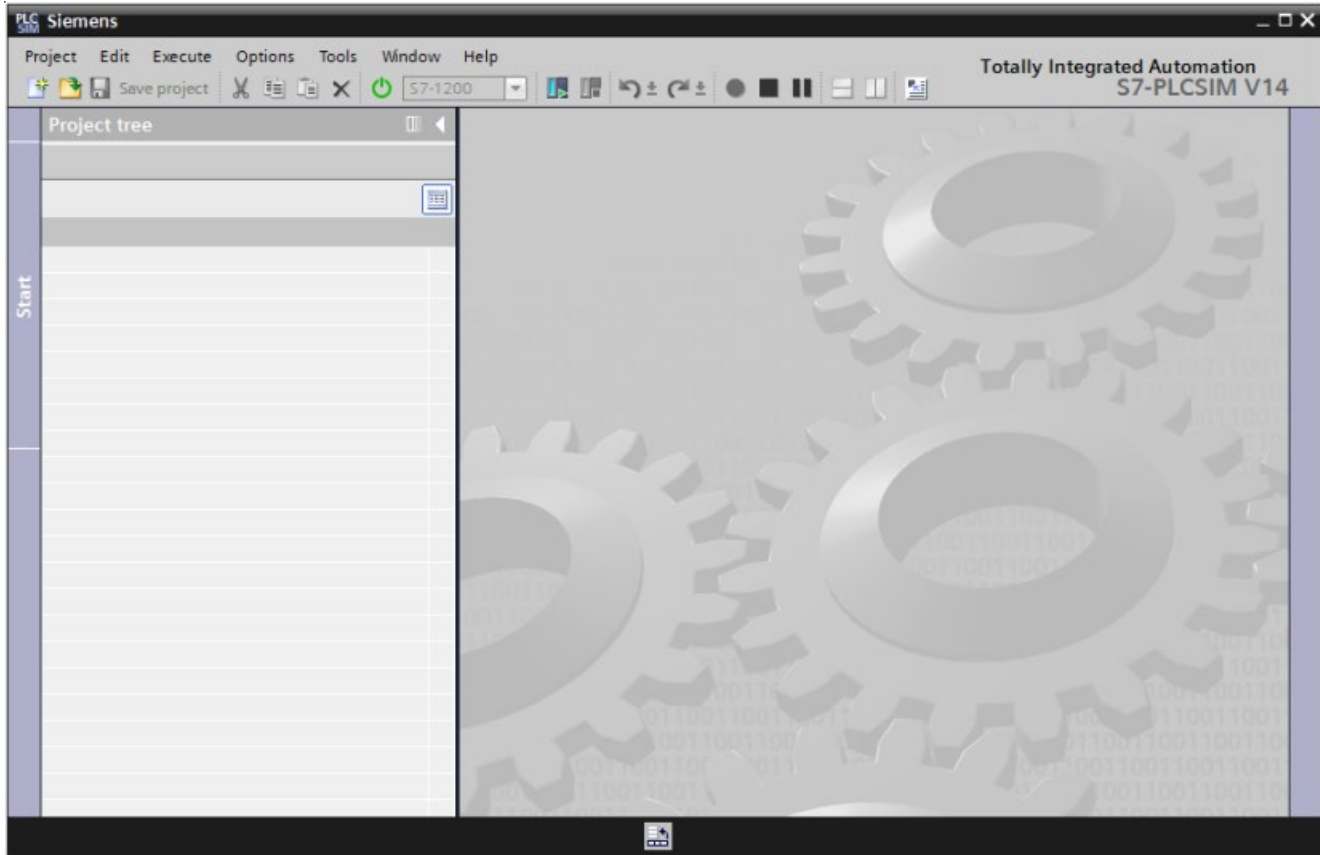 PLC SIM Siemens
Project Edit Execute Options Tools Window Help
Totally Integrated Automation
Save project S7-1200
S7-PLCSIM V14
Project tree
Start